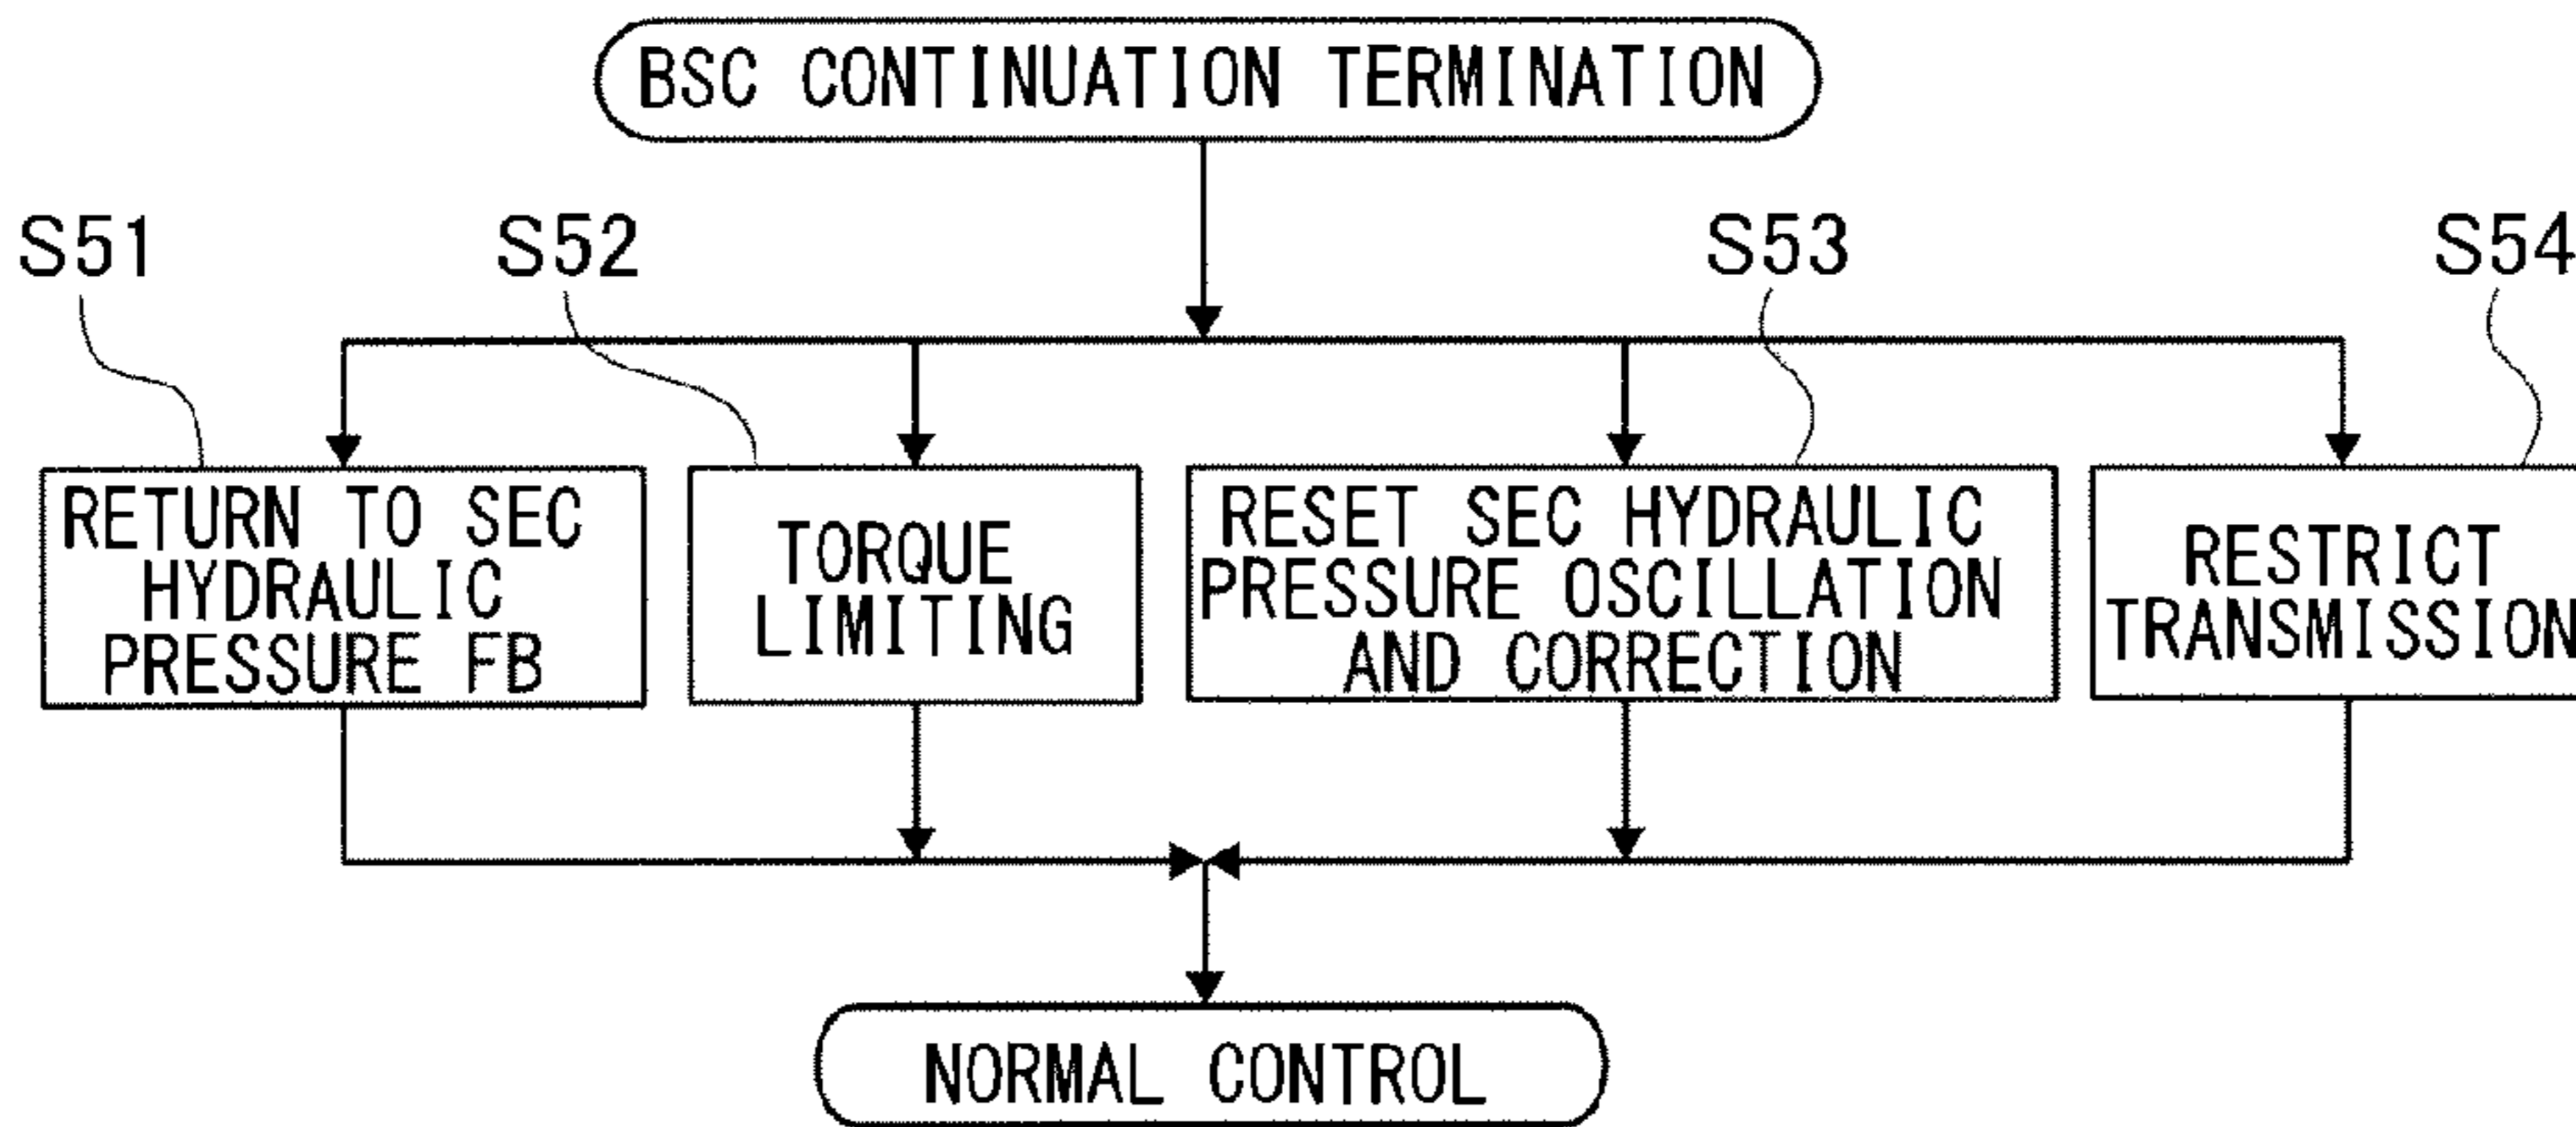 BSC CONTINUATION TERMINATION
S51
S52
S53
S54
RETURN TO SEC
HYDRAULIC
PRESSURE FB
TORQUE
LIMITING
RESET SEC HYDRAULIC
PRESSURE OSCILLATION
AND CORRECTION
RESTRICT
TRANSMISSION
NORMAL CONTROL